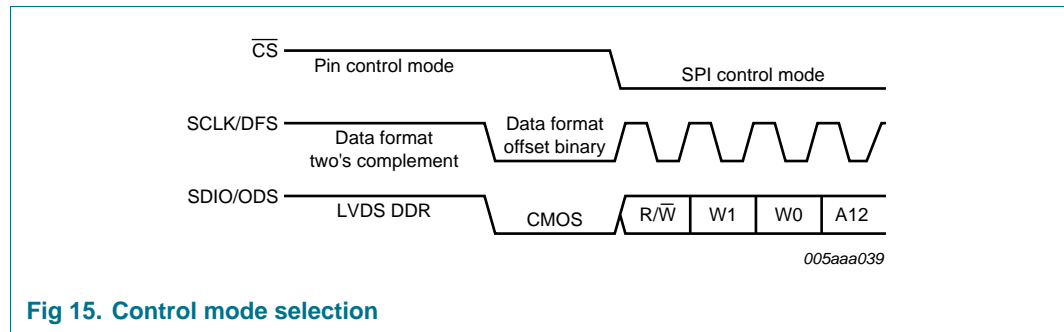 CS
Pin control mode
SPI control mode
SCLK/DFS
Data format
two's complement
Data format
offset binary
SDIO/ODS
LVDS DDR
CMOS
R/W̅
W1
W0
A12
005aaa039
Fig 15. Control mode selection